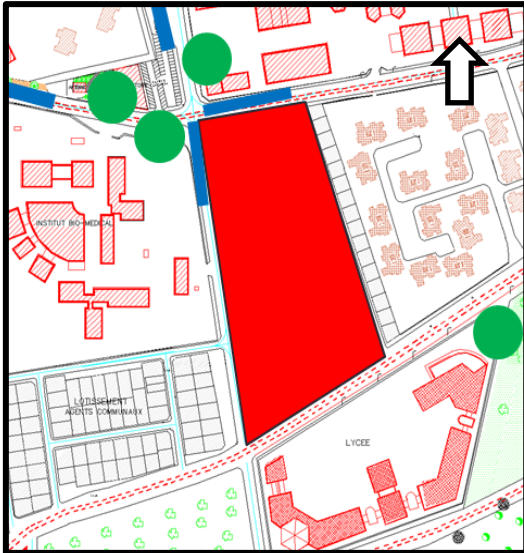 INSTITUT BIO-MEDICAL
LOTISSEMENT
AGENTS COMMUNAUX
LYCEE